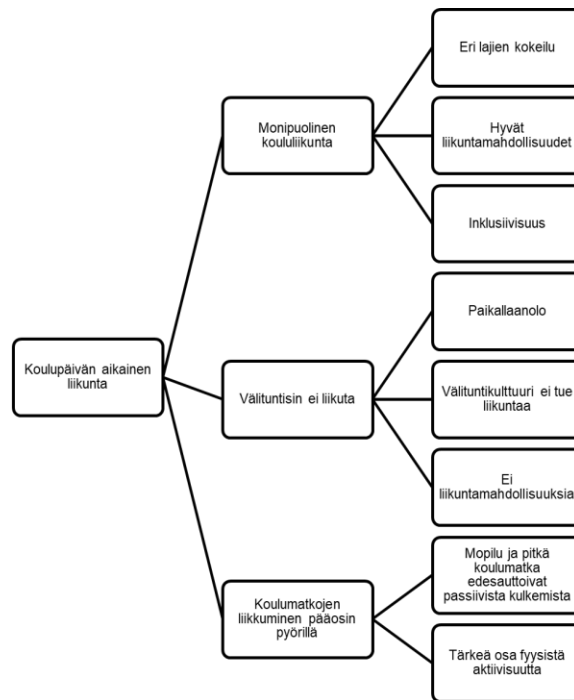 Eri lajien kokeilu
Monipuolinen
koululiikunta
Hyvät
liikuntamahdollisuudet
Inklusiivisuus
Koulupäivän aikainen
liikunta
Välituntisin ei liikuta
Paikallaanolo
Välituntikulttuuri ei tue
liikuntaa
Ei
liikuntamahdollisuuksia
Koulumatkojen
liikkuminen pääosin
pyörillä
Mopilu ja pitkä
koulumatka
edesauttoivat
passiivista kulkemista
Tärkeä osa fyysistä
aktiivisuutta